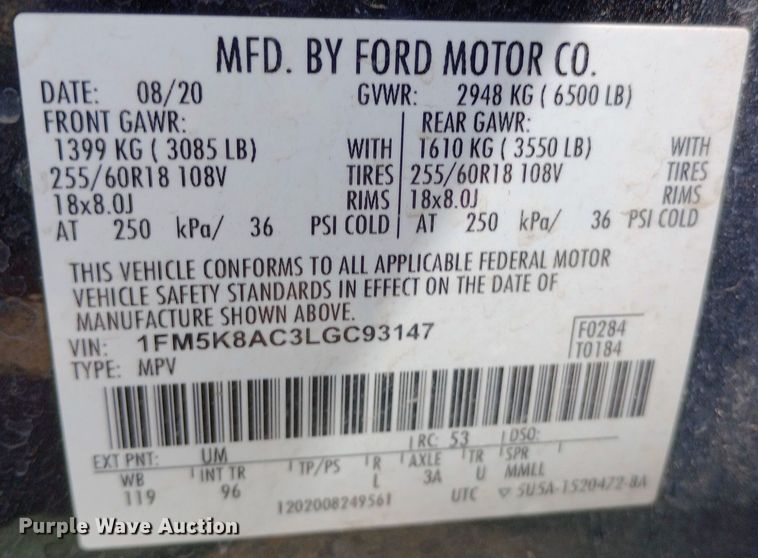 MFD. BY FORD MOTOR CO.
DATE: 08/20 GVWR: 2948 KG ( 6500 LB)
FRONT GAWR: REAR GAWR:
1399 KG ( 3085 LB) WITH 1610 KG ( 3550 LB) WITH
255/60R18 108V TIRES 255/60R18 108V TIRES
18x8.0J RIMS 18x8.0J RIMS
AT 250 kPa/ 36 PSI COLD AT 250 kPa/ 36 PSI COLD
THIS VEHICLE CONFORMS TO ALL APPLICABLE FEDERAL MOTOR
VEHICLE SAFETY STANDARDS IN EFFECT ON THE DATE OF
MANUFACTURE SHOWN ABOVE.
VIN: 1FM5K8AC3LGC93147 F0284
TYPE: MPV T0184
EXT PNT: UM RC: 53 DSO:
WB INT TR TP/PS R AXLE TR SPR
119 96 L 3A U MMLL
1202008249561 UTC ▽ 5U5A-1520472-BA
Purple Wave Auction
Purple Wave Auction